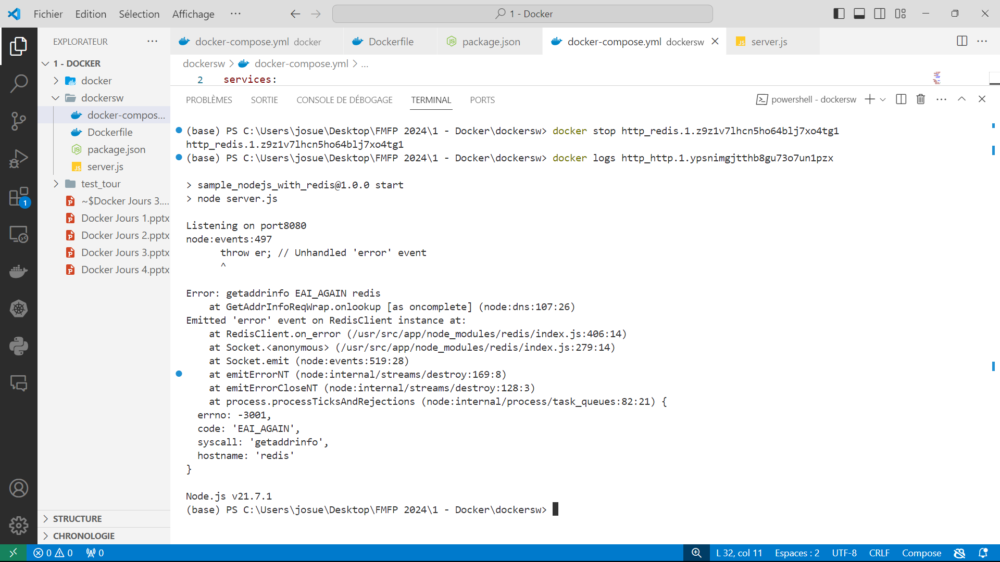 Fichier Edition Sélection Affichage ··· 1 - Docker
EXPLORATEUR ···
1 - DOCKER
docker
dockersw
docker-compos...
Dockerfile
package.json
server.js
test_tour
~$Docker Jours 3....
Docker Jours 1.pptx
Docker Jours 2.pptx
Docker Jours 3.pptx
Docker Jours 4.pptx
STRUCTURE
CHRONOLOGIE
docker-compose.yml docker Dockerfile package.json docker-compose.yml dockersw server.js
dockersw > docker-compose.yml > ...
2 services:
PROBLÈMES SORTIE CONSOLE DE DÉBOGAGE TERMINAL PORTS powershell - dockersw
(base) PS C:\Users\josue\Desktop\FMFP 2024\1 - Docker\dockersw> docker stop http_redis.1.z9z1v7lhcn5ho64blj7xo4tg1
http_redis.1.z9z1v7lhcn5ho64blj7xo4tg1
(base) PS C:\Users\josue\Desktop\FMFP 2024\1 - Docker\dockersw> docker logs http_http.1.ypsnimgjtthb8gu73o7un1pzx
> sample_nodejs_with_redis@1.0.0 start
> node server.js
Listening on port8080
node:events:497
throw er; // Unhandled 'error' event
^
Error: getaddrinfo EAI_AGAIN redis
at GetAddrInfoReqWrap.onlookup [as oncomplete] (node:dns:107:26)
Emitted 'error' event on RedisClient instance at:
at RedisClient.on_error (/usr/src/app/node_modules/redis/index.js:406:14)
at Socket.<anonymous> (/usr/src/app/node_modules/redis/index.js:279:14)
at Socket.emit (node:events:519:28)
at emitErrorNT (node:internal/streams/destroy:169:8)
at emitErrorCloseNT (node:internal/streams/destroy:128:3)
at process.processTicksAndRejections (node:internal/process/task_queues:82:21) {
errno: -3001,
code: 'EAI_AGAIN',
syscall: 'getaddrinfo',
hostname: 'redis'
}
Node.js v21.7.1
(base) PS C:\Users\josue\Desktop\FMFP 2024\1 - Docker\dockersw>
0 0 0 L 32, col 11 Espaces : 2 UTF-8 CRLF Compose